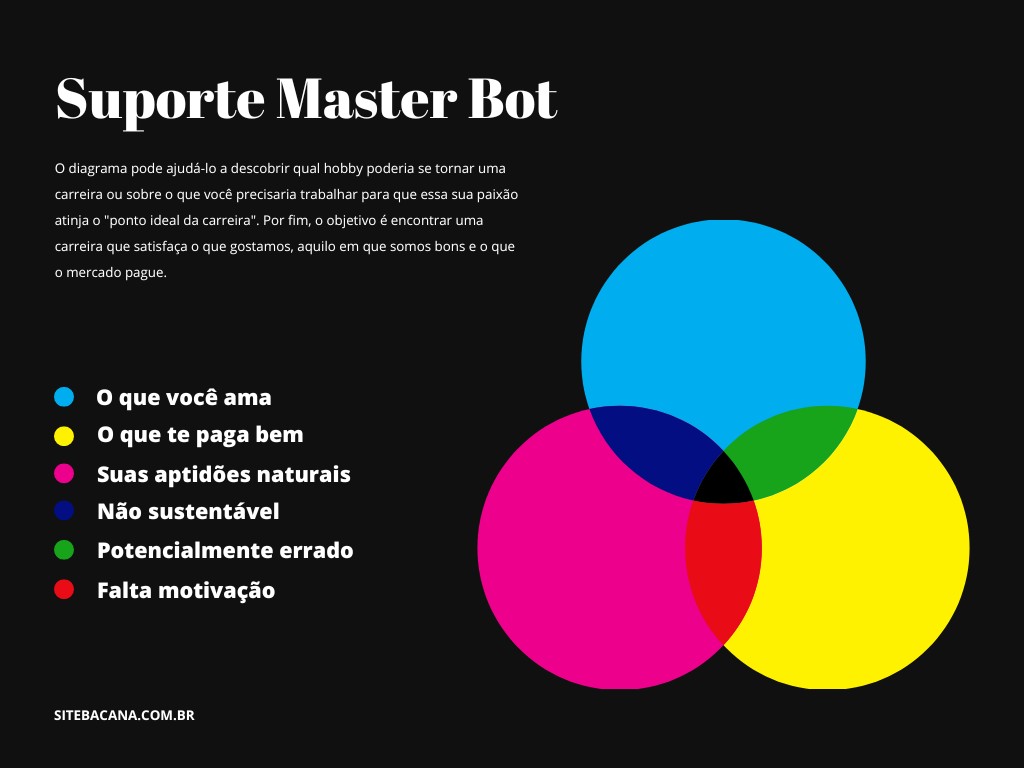 Suporte Master Bot
O diagrama pode ajudá-lo a descobrir qual hobby poderia se tornar uma
carreira ou sobre o que você precisaria trabalhar para que essa sua paixão
atinja o "ponto ideal da carreira". Por fim, o objetivo é encontrar uma
carreira que satisfaça o que gostamos, aquilo em que somos bons e o que
o mercado pague.
O que você ama
O que te paga bem
Suas aptidões naturais
Não sustentável
Potencialmente errado
Falta motivação
SITEBACANA.COM.BR